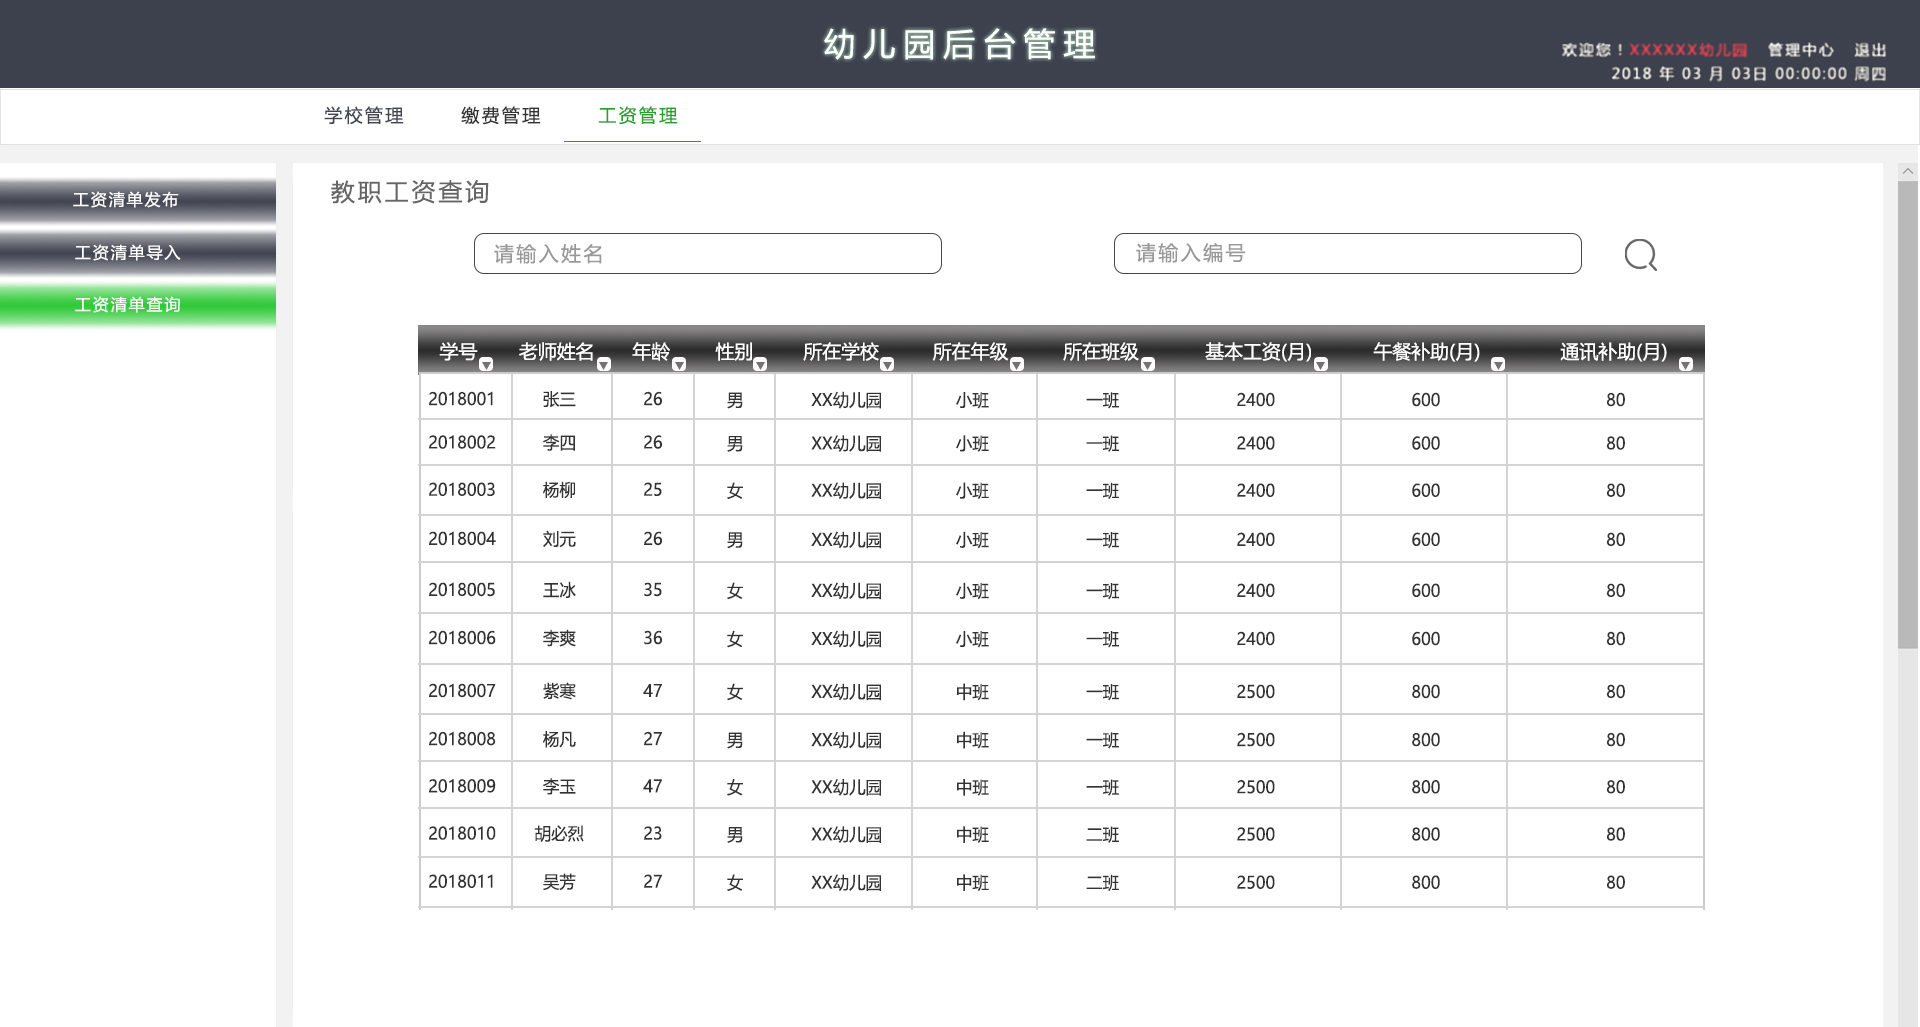 幼儿园后台管理
欢迎您！XXXXXX幼儿园 管理中心 退出
2018 年 03 月 03日 00:00:00 周四
学校管理 缴费管理 工资管理
工资清单发布
工资清单导入
工资清单查询
教职工资查询
请输入姓名 请输入编号
学号 老师姓名 年龄 性别 所在学校 所在年级 所在班级 基本工资(月) 午餐补助(月) 通讯补助(月)
2018001 张三 26 男 XX幼儿园 小班 一班 2400 600 80
2018002 李四 26 男 XX幼儿园 小班 一班 2400 600 80
2018003 杨柳 25 女 XX幼儿园 小班 一班 2400 600 80
2018004 刘元 26 男 XX幼儿园 小班 一班 2400 600 80
2018005 王冰 35 女 XX幼儿园 小班 一班 2400 600 80
2018006 李爽 36 女 XX幼儿园 小班 一班 2400 600 80
2018007 紫寒 47 女 XX幼儿园 中班 一班 2500 800 80
2018008 杨凡 27 男 XX幼儿园 中班 一班 2500 800 80
2018009 李玉 47 女 XX幼儿园 中班 一班 2500 800 80
2018010 胡必烈 23 男 XX幼儿园 中班 二班 2500 800 80
2018011 吴芳 27 女 XX幼儿园 中班 二班 2500 800 80